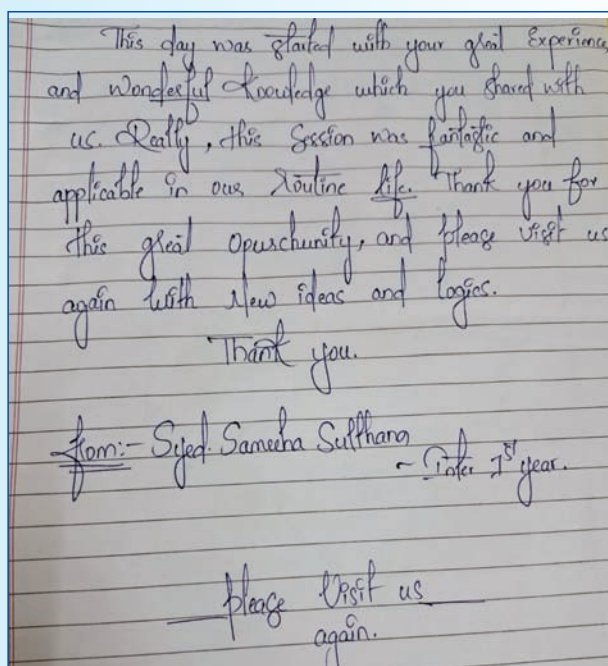 This day was started with your great Experience
and wonderful knowledge which you shared with
us. Really, this Session was fantastic and
applicable in our routine life. Thank you for
this great opurchunity, and please visit us
again with New ideas and logics.
Thank you.
from:- Syed. Sameeha Sulthana
- Inter 1st year.
please Visit us
again.